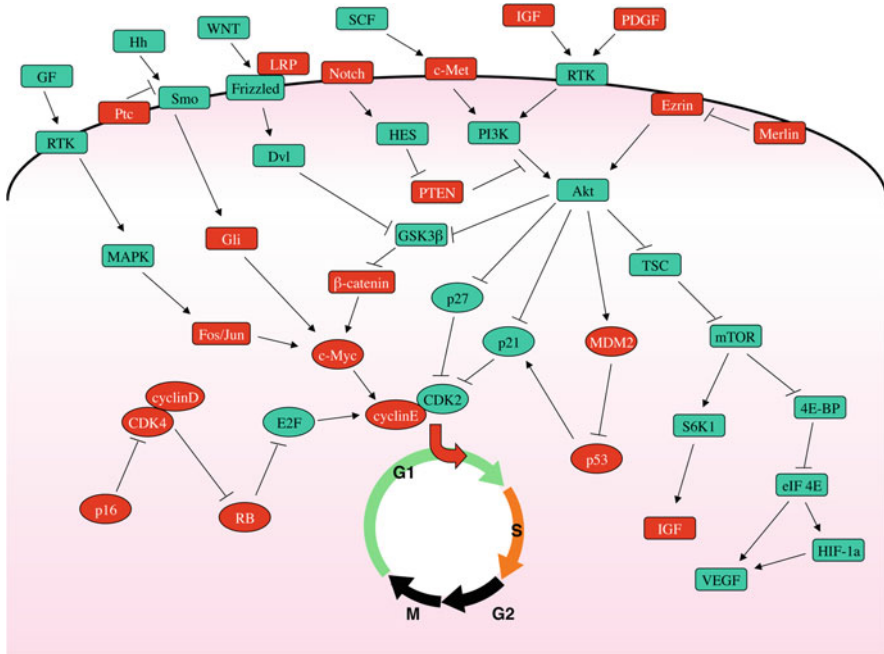 IGF
PDGF
SCF
WNT
Hh
GF
LRP
Notch
c-Met
RTK
Frizzled
Smo
Ptc
Ezrin
Merlin
RTK
HES
PI3K
Dvl
PTEN
Akt
Gli
GSK3β
MAPK
TSC
β-catenin
p27
Fos/Jun
c-Myc
p21
MDM2
mTOR
cyclinD
CDK4
E2F
cyclinE
CDK2
4E-BP
S6K1
p53
G1
eIF 4E
p16
RB
S
IGF
HIF-1a
VEGF
M
G2